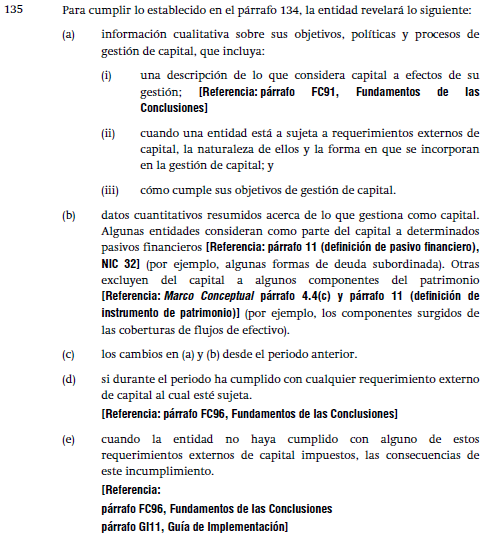 135 Para cumplir lo establecido en el párrafo 134, la entidad revelará lo siguiente:
(a) información cualitativa sobre sus objetivos, políticas y procesos de
gestión de capital, que incluya:
(i) una descripción de lo que considera capital a efectos de su
gestión; [Referencia: párrafo FC91, Fundamentos de las
Conclusiones]
(ii) cuando una entidad está a sujeta a requerimientos externos de
capital, la naturaleza de ellos y la forma en que se incorporan
en la gestión de capital; y
(iii) cómo cumple sus objetivos de gestión de capital.
(b) datos cuantitativos resumidos acerca de lo que gestiona como capital.
Algunas entidades consideran como parte del capital a determinados
pasivos financieros [Referencia: párrafo 11 (definición de pasivo financiero),
NIC 32] (por ejemplo, algunas formas de deuda subordinada). Otras
excluyen del capital a algunos componentes del patrimonio
[Referencia: Marco Conceptual párrafo 4.4(c) y párrafo 11 (definición de
instrumento de patrimonio)] (por ejemplo, los componentes surgidos de
las coberturas de flujos de efectivo).
(c) los cambios en (a) y (b) desde el periodo anterior.
(d) si durante el periodo ha cumplido con cualquier requerimiento externo
de capital al cual esté sujeta.
[Referencia: párrafo FC96, Fundamentos de las Conclusiones]
(e) cuando la entidad no haya cumplido con alguno de estos
requerimientos externos de capital impuestos, las consecuencias de
este incumplimiento.
[Referencia:
párrafo FC96, Fundamentos de las Conclusiones
párrafo GI11, Guía de Implementación]